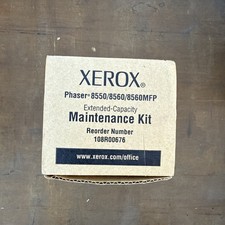 XEROX®
Phaser® 8550/8560/8560MFP
Extended-Capacity
Maintenance Kit
Reorder Number
108R00676
www.xerox.com/office